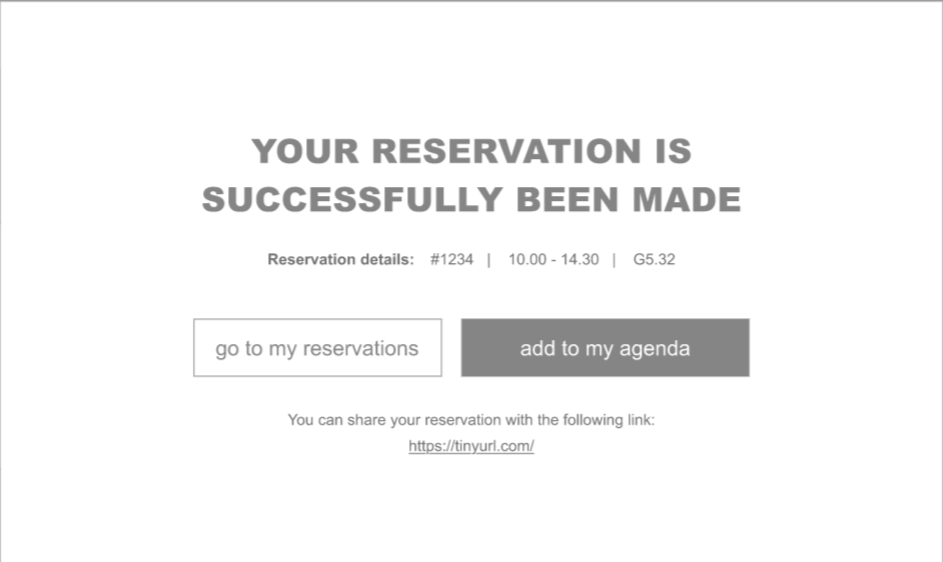 YOUR RESERVATION IS
SUCCESSFULLY BEEN MADE
Reservation details: #1234 | 10.00 - 14.30 | G5.32
go to my reservations add to my agenda
You can share your reservation with the following link:
https://tinyurl.com/